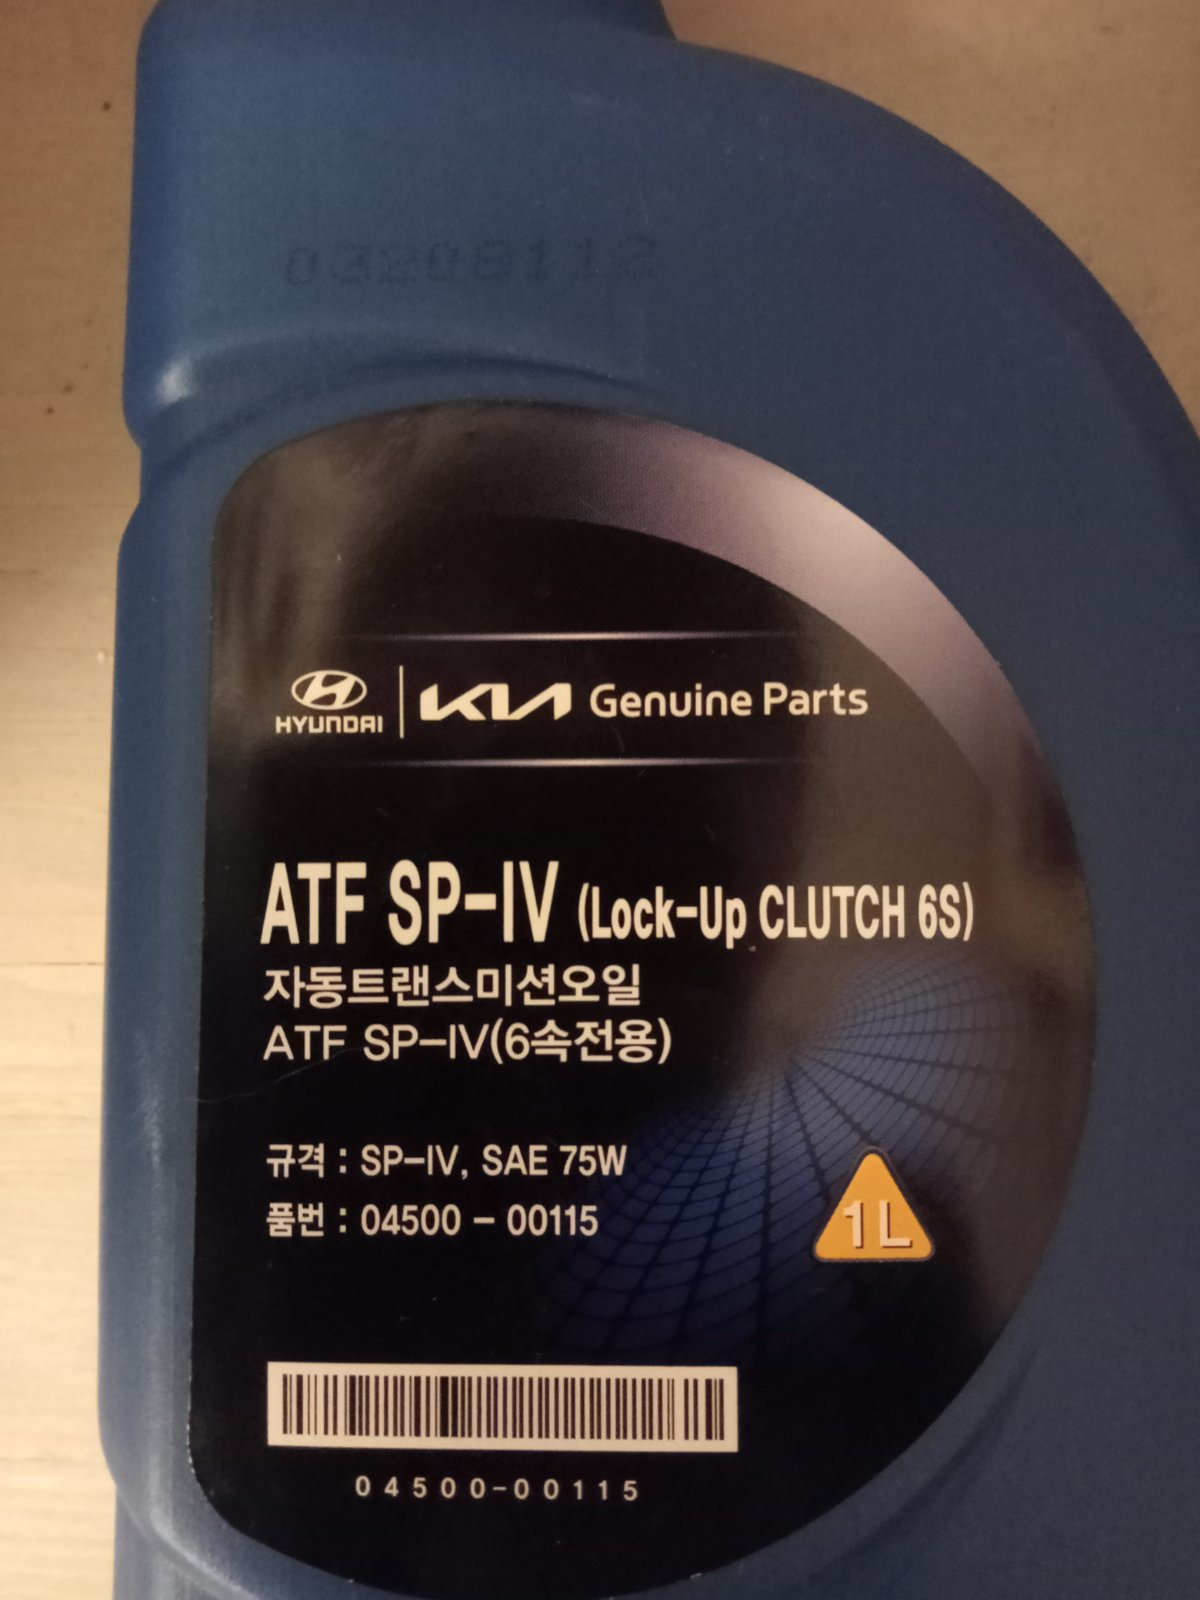 03208112
HYUNDAI KIA Genuine Parts
ATF SP-IV (Lock-Up CLUTCH 6S)
자동트랜스미션오일
ATF SP-IV(6속전용)
규격 : SP-IV, SAE 75W
품번 : 04500 - 00115
1L
04500-00115